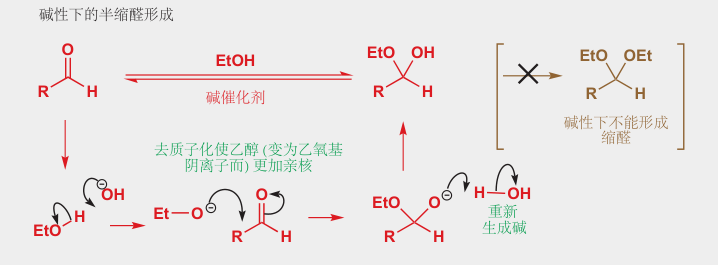 碱性下的半缩醛形成
O
R H
EtOH
碱催化剂
EtO OH
R H
EtO OEt
R H
碱性下不能形成
缩醛
去质子化使乙醇 (变为乙氧基
阴离子而) 更加亲核
OH
H
EtO
Et O
O
R H
EtO O
R H
H OH
重新
生成碱